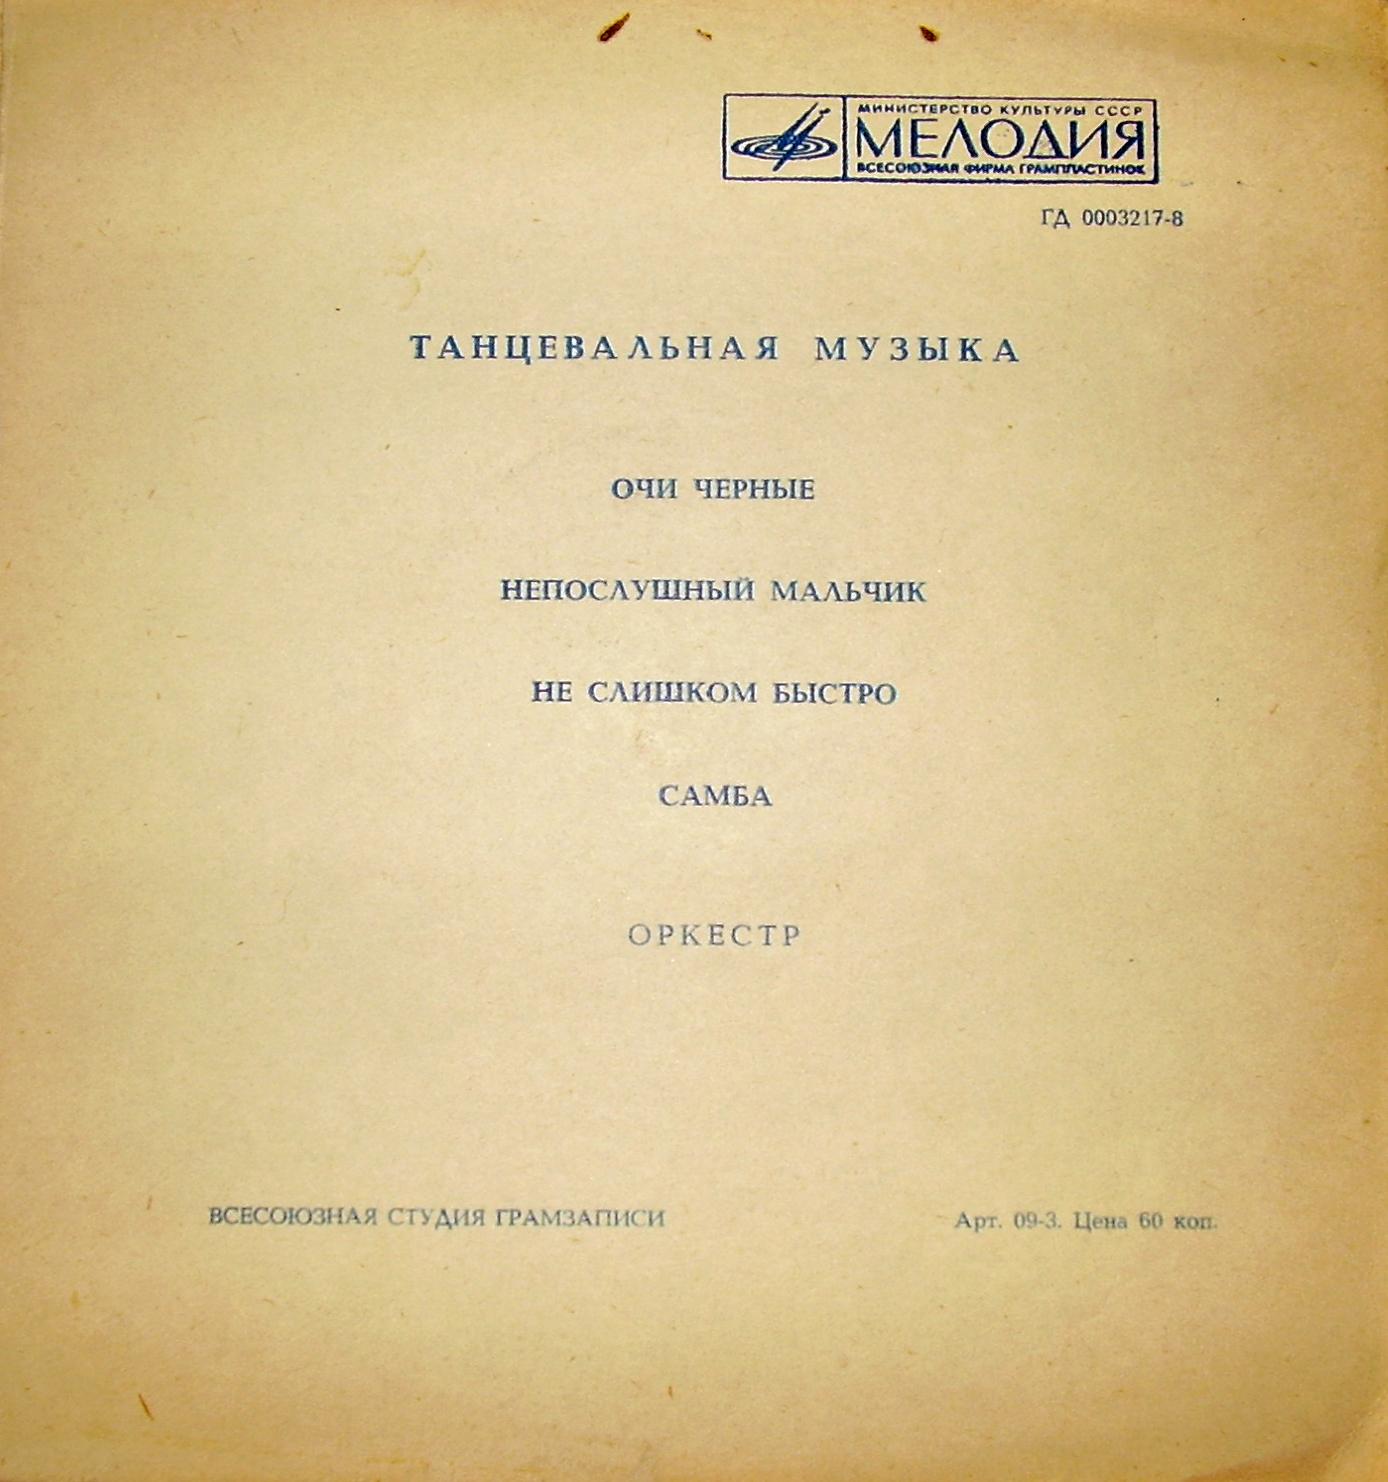 МИНИСТЕРСТВО КУЛЬТУРЫ СССР
МЕЛОДИЯ
ВСЕСОЮЗНАЯ ФИРМА ГРАМПЛАСТИНОК
ГД 0003217-8
ТАНЦЕВАЛЬНАЯ МУЗЫКА
ОЧИ ЧЕРНЫЕ
НЕПОСЛУШНЫЙ МАЛЬЧИК
НЕ СЛИШКОМ БЫСТРО
САМБА
ОРКЕСТР
ВСЕСОЮЗНАЯ СТУДИЯ ГРАМЗАПИСИ
Арт. 09-3. Цена 60 коп.